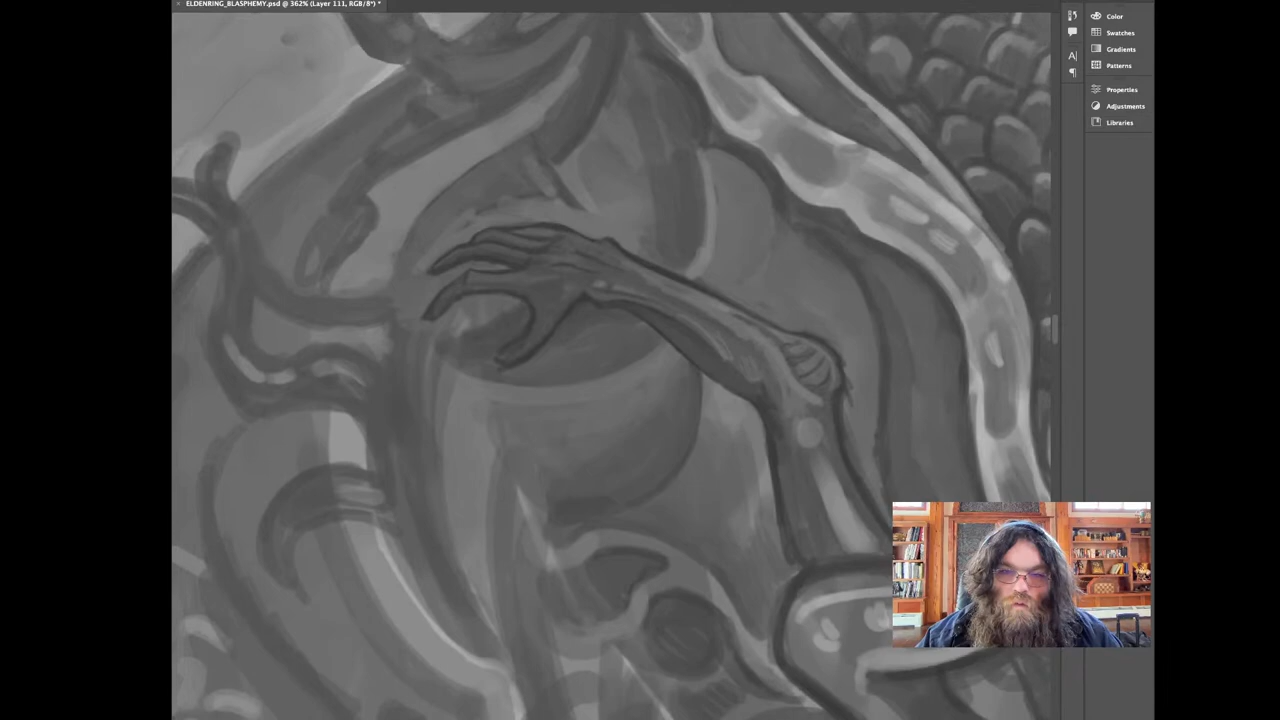 × ELDENRING_BLASPHEMY.psd @ 362% (Layer 111, RGB/8*) *
Color
Swatches
Gradients
Patterns
Properties
Adjustments
Libraries